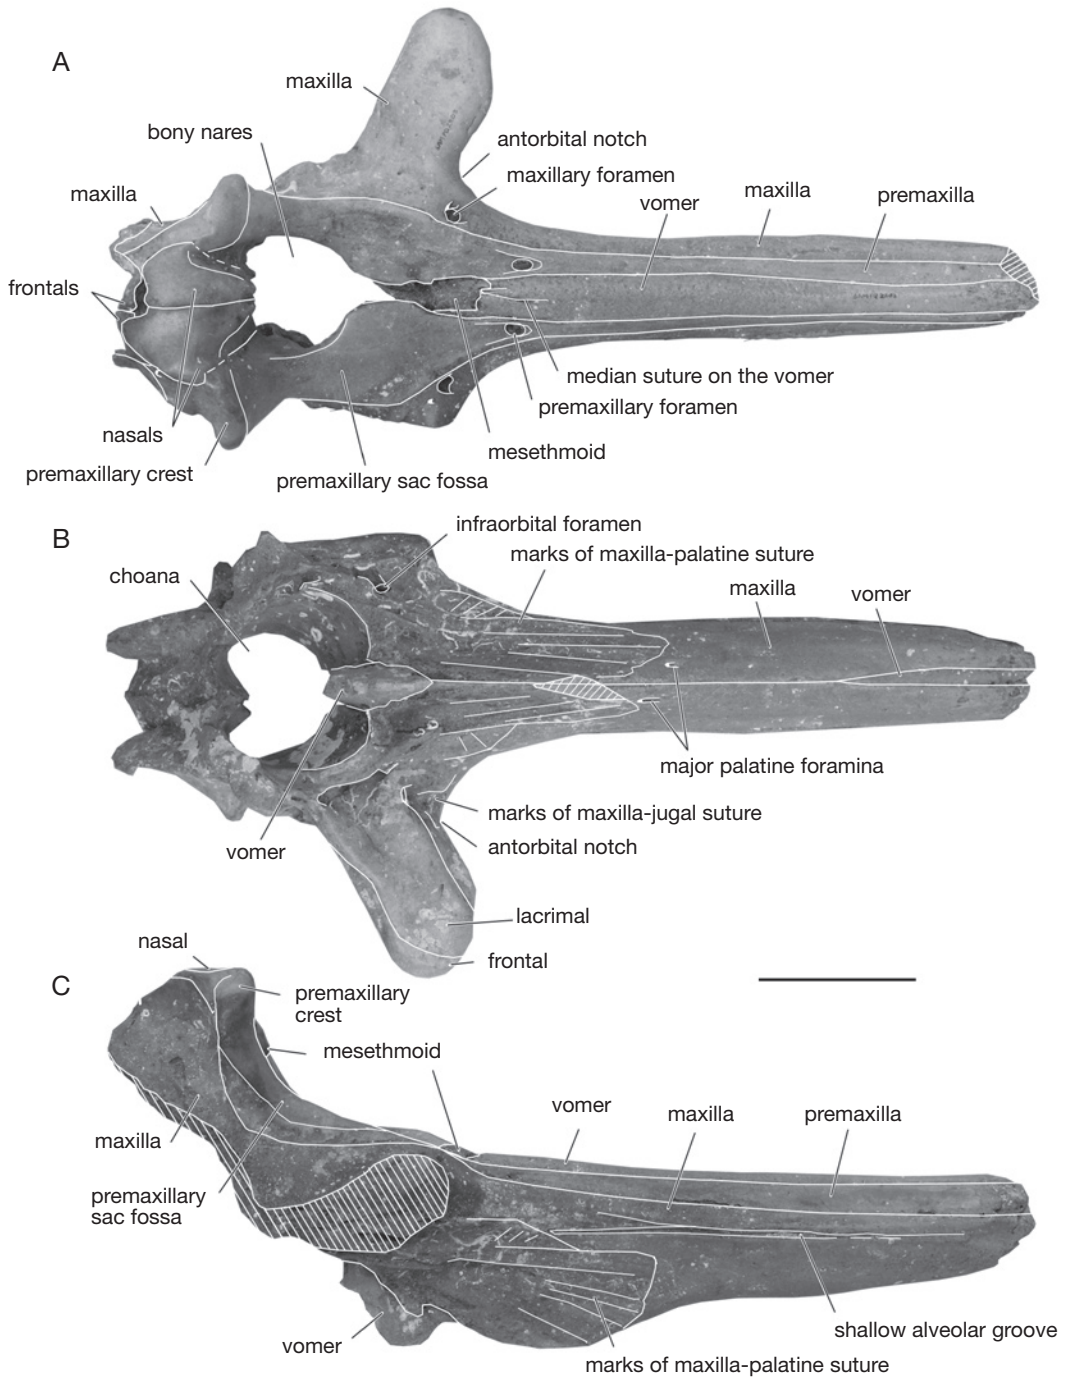 A
maxilla
bony nares
antorbital notch
maxillary foramen
maxilla
vomer
maxilla
premaxilla
frontals
median suture on the vomer
premaxillary foramen
nasals
mesethmoid
premaxillary crest
premaxillary sac fossa
B
infraorbital foramen
marks of maxilla-palatine suture
choana
maxilla
vomer
major palatine foramina
marks of maxilla-jugal suture
antorbital notch
vomer
lacrimal
frontal
nasal
C
premaxillary
crest
mesethmoid
vomer
maxilla
premaxilla
maxilla
premaxillary
sac fossa
shallow alveolar groove
vomer
marks of maxilla-palatine suture